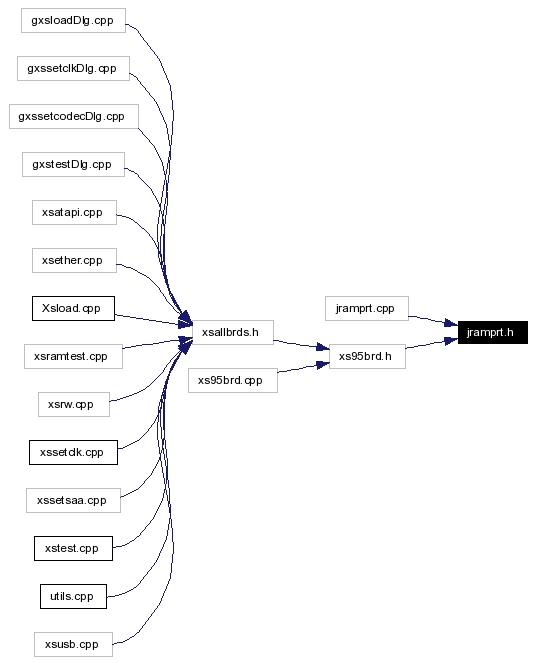 gxsloadDlg.cpp
gxssetclkDlg.cpp
gxssetcodecDlg.cpp
gxstestDlg.cpp
xsatapi.cpp
xsether.cpp
Xsload.cpp
xsramtest.cpp
xsrw.cpp
xssetclk.cpp
xssetsaa.cpp
xstest.cpp
utils.cpp
xsusb.cpp
xsallbrds.h
xs95brd.cpp
jramprt.cpp
xs95brd.h
jramprt.h